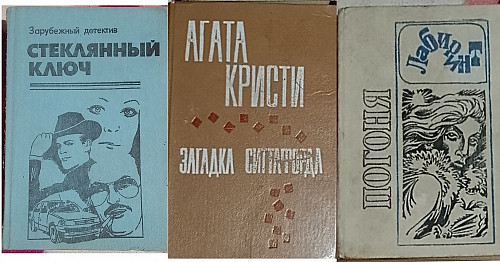 Зарубежный детектив
СТЕКЛЯННЫЙ
КЛЮЧ
АГАТА
КРИСТИ
ЗАГАДКА СИТТАФОРДА
Лабиринт
ПОГОНЯ